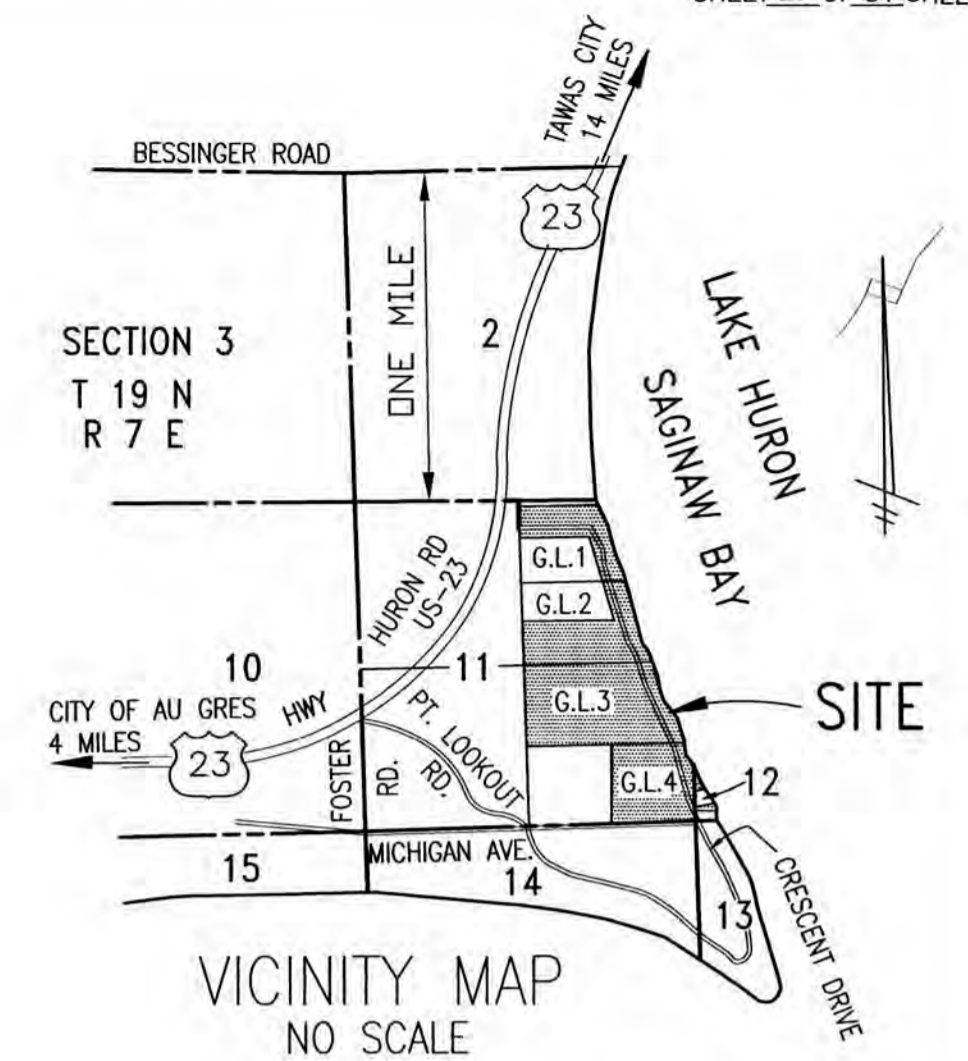 TAWAS CITY
14 MILES
BESSINGER ROAD
23
ONE MILE
2
SECTION 3
T 19 N
R 7 E
LAKE HURON
SAGINAW BAY
G.L.1
G.L.2
HURON RD
US-23
10
11
G.L.3
SITE
CITY OF AU GRES
4 MILES
HWY
23
PT. LOOKOUT
RD.
FOSTER
RD.
G.L.4
12
MICHIGAN AVE.
15
14
13
CRESCENT DRIVE
VICINITY MAP
NO SCALE